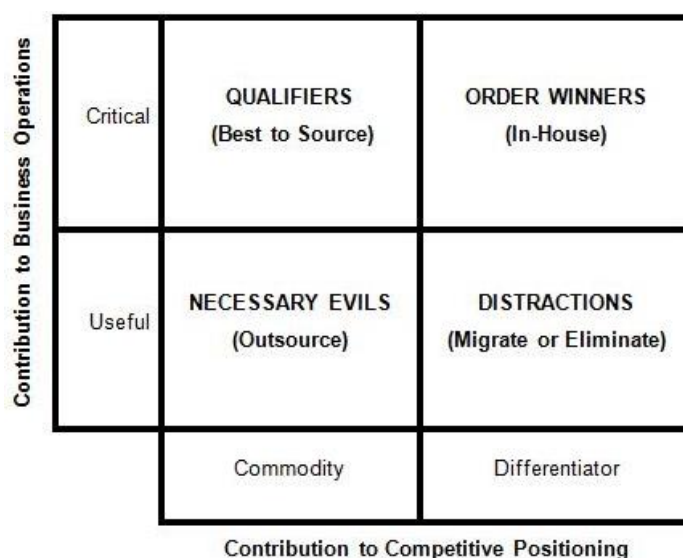 Contribution to Business Operations
Critical
QUALIFIERS
(Best to Source)
ORDER WINNERS
(In-House)
Useful
NECESSARY EVILS
(Outsource)
DISTRACTIONS
(Migrate or Eliminate)
Commodity
Differentiator
Contribution to Competitive Positioning